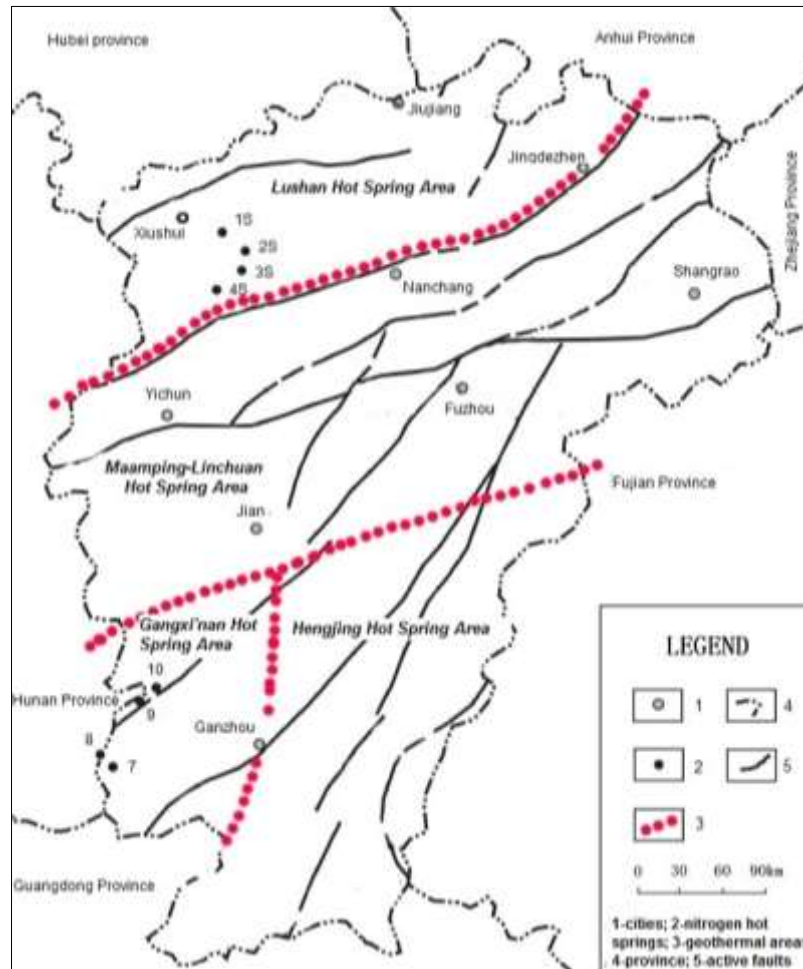 Hubei province
Anhui Province
Jiujiang
Jingdezhen
Lushan Hot Spring Area
Xiushui
1S
2S
3S
4S
Zhejiang Province
Nanchang
Shangrao
Yichun
Fuzhou
Maamping-Linchuan
Hot Spring Area
Fujian Province
Jian
Gangxi'nan Hot
Spring Area
Hengjing Hot Spring Area
10
Hunan Province
9
8
7
Ganzhou
Guangdong Province
LEGEND
1
4
2
5
3
0 30 60 90km
1-cities; 2-nitrogen hot
springs; 3-geothermal area
4-province; 5-active faults